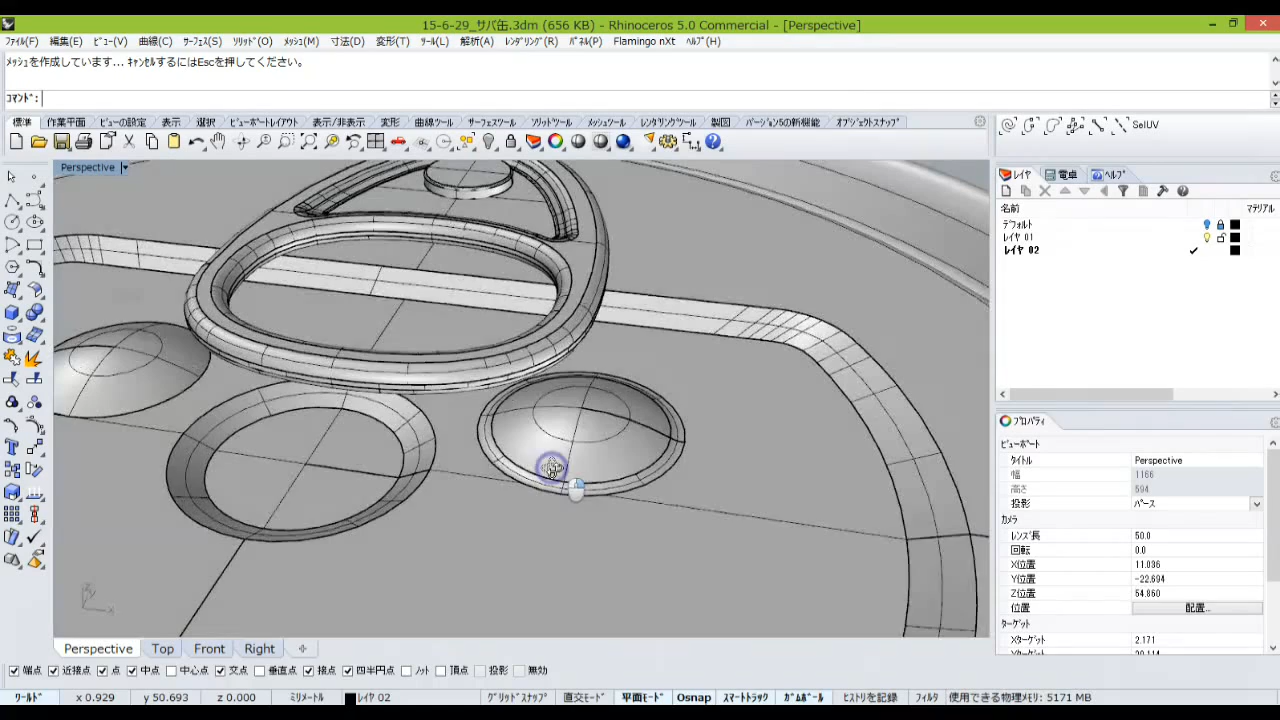 15-6-29_サバ缶.3dm (656 KB) - Rhinoceros 5.0 Commercial - [Perspective]
ﾌｧｲﾙ(F) 編集(E) ﾋﾞｭｰ(V) 曲線(C) ｻｰﾌｪｽ(S) ｿﾘｯﾄﾞ(O) ﾒｯｼｭ(M) 寸法(D) 変形(T) ﾂｰﾙ(L) 解析(A) ﾚﾝﾀﾞﾘﾝｸﾞ(R) ﾊﾟﾈﾙ(P) Flamingo nXt ﾍﾙﾌﾟ(H)
ﾒｯｼｭを作成しています... ｷｬﾝｾﾙするにはEscを押してください。
ｺﾏﾝﾄﾞ:
標準 作業平面 ﾋﾞｭｰの設定 表示 選択 ﾋﾞｭｰﾎﾟｰﾄﾚｲｱｳﾄ 表示/非表示 変形 曲線ﾂｰﾙ ｻｰﾌｪｽﾂｰﾙ ｿﾘｯﾄﾞﾂｰﾙ ﾒｯｼｭﾂｰﾙ ﾚﾝﾀﾞﾘﾝｸﾞﾂｰﾙ 製図 ﾊﾞｰｼﾞｮﾝ5の新機能 ｵﾌﾞｼﾞｪｸﾄｽﾅｯﾌﾟ
SelUV
Perspective
ﾚｲﾔ 電卓 ﾍﾙﾌﾟ
名前 ﾏﾃﾘｱﾙ
ﾃﾞﾌｫﾙﾄ
ﾚｲﾔ 01
ﾚｲﾔ 02
ﾌﾟﾛﾊﾟﾃｨ
ﾋﾞｭｰﾎﾟｰﾄ
ﾀｲﾄﾙ Perspective
幅 1166
高さ 594
投影 ﾊﾟｰｽ
ｶﾒﾗ
ﾚﾝｽﾞ長 50.0
回転 0.0
X位置 11.036
Y位置 -22.694
Z位置 54.860
位置 配置...
ﾀｰｹﾞｯﾄ
Xﾀｰｹﾞｯﾄ 2.171
Perspective Top Front Right
端点 近接点 点 中点 中心点 交点 垂直点 接点 四半円点 ﾉｯﾄ 頂点 投影 無効
ﾜｰﾙﾄﾞ x 0.929 y 50.693 z 0.000 ﾐﾘﾒｰﾄﾙ ﾚｲﾔ 02 ｸﾞﾘｯﾄﾞｽﾅｯﾌﾟ 直交ﾓｰﾄﾞ 平面ﾓｰﾄﾞ Osnap ｽﾏｰﾄﾄﾗｯｸ ｶﾞﾑﾎﾞｰﾙ ﾋｽﾄﾘを記録 ﾌｨﾙﾀ 使用できる物理ﾒﾓﾘ: 5171 MB